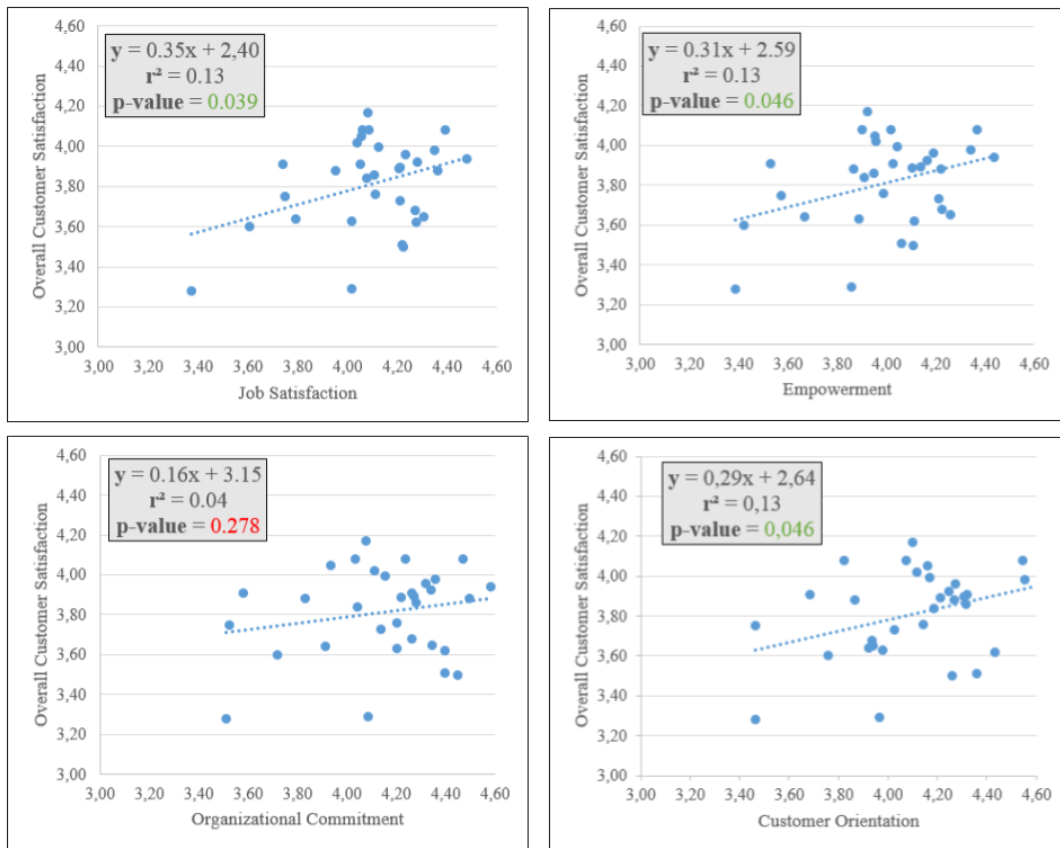 4,60
4,40
4,20
4,00
3,80
3,60
3,40
3,20
3,00
Overall Customer Satisfaction
y = 0.35x + 2,40
r² = 0.13
p-value = 0.039
3,00 3,20 3,40 3,60 3,80 4,00 4,20 4,40 4,60
Job Satisfaction
4,60
4,40
4,20
4,00
3,80
3,60
3,40
3,20
3,00
Overall Customer Satisfaction
y = 0.31x + 2.59
r² = 0.13
p-value = 0.046
3,00 3,20 3,40 3,60 3,80 4,00 4,20 4,40 4,60
Empowerment
4,60
4,40
4,20
4,00
3,80
3,60
3,40
3,20
3,00
Overall Customer Satisfaction
y = 0.16x + 3.15
r² = 0.04
p-value = 0.278
3,00 3,20 3,40 3,60 3,80 4,00 4,20 4,40 4,60
Organizational Commitment
4,60
4,40
4,20
4,00
3,80
3,60
3,40
3,20
3,00
Overall Customer Satisfaction
y = 0,29x + 2,64
r² = 0,13
p-value = 0,046
3,00 3,20 3,40 3,60 3,80 4,00 4,20 4,40 4,60
Customer Orientation